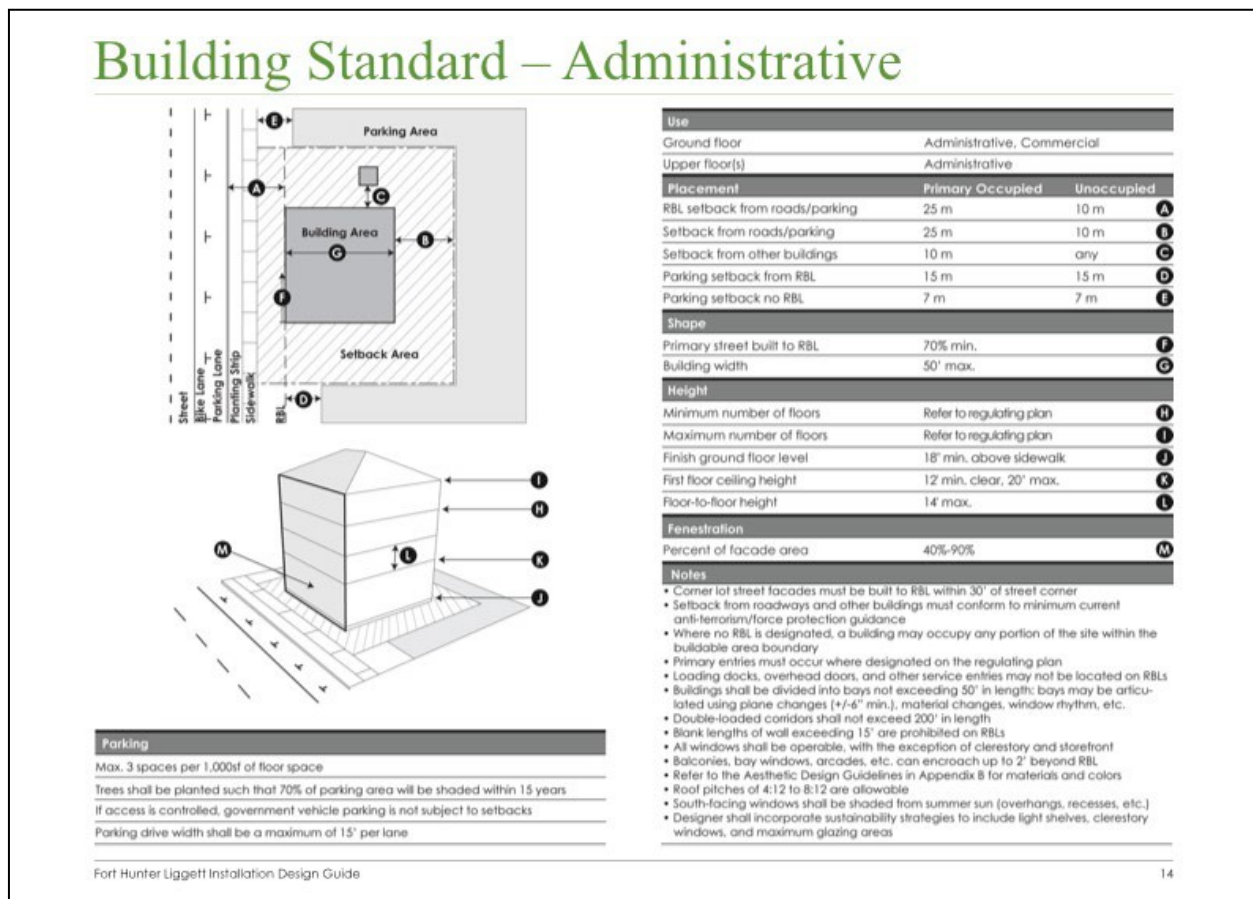 Building Standard – Administrative
E
Parking Area
A
C
Building Area
B
G
F
Setback Area
Street
Bike Lane
Parking Lane
Planting Strip
Sidewalk
RBL
D
I
H
M
L
K
J
Parking
Max. 3 spaces per 1,000sf of floor space
Trees shall be planted such that 70% of parking area will be shaded within 15 years
If access is controlled, government vehicle parking is not subject to setbacks
Parking drive width shall be a maximum of 15' per lane
Use
Ground floor Administrative, Commercial
Upper floor(s) Administrative
Placement Primary Occupied Unoccupied
RBL setback from roads/parking 25 m 10 m A
Setback from roads/parking 25 m 10 m B
Setback from other buildings 10 m any C
Parking setback from RBL 15 m 15 m D
Parking setback no RBL 7 m 7 m E
Shape
Primary street built to RBL 70% min. F
Building width 50' max. G
Height
Minimum number of floors Refer to regulating plan H
Maximum number of floors Refer to regulating plan I
Finish ground floor level 18" min. above sidewalk J
First floor ceiling height 12' min. clear, 20' max. K
Floor-to-floor height 14' max. L
Fenestration
Percent of facade area 40%-90% M
Notes
• Corner lot street facades must be built to RBL within 30' of street corner
• Setback from roadways and other buildings must conform to minimum current
anti-terrorism/force protection guidance
• Where no RBL is designated, a building may occupy any portion of the site within the
buildable area boundary
• Primary entries must occur where designated on the regulating plan
• Loading docks, overhead doors, and other service entries may not be located on RBLs
• Buildings shall be divided into bays not exceeding 50' in length; bays may be articu-
lated using plane changes (+/-6" min.), material changes, window rhythm, etc.
• Double-loaded corridors shall not exceed 200' in length
• Blank lengths of wall exceeding 15' are prohibited on RBLs
• All windows shall be operable, with the exception of clerestory and storefront
• Balconies, bay windows, arcades, etc. can encroach up to 2' beyond RBL
• Refer to the Aesthetic Design Guidelines in Appendix B for materials and colors
• Roof pitches of 4:12 to 8:12 are allowable
• South-facing windows shall be shaded from summer sun (overhangs, recesses, etc.)
• Designer shall incorporate sustainability strategies to include light shelves, clerestory
windows, and maximum glazing areas
Fort Hunter Liggett Installation Design Guide 14